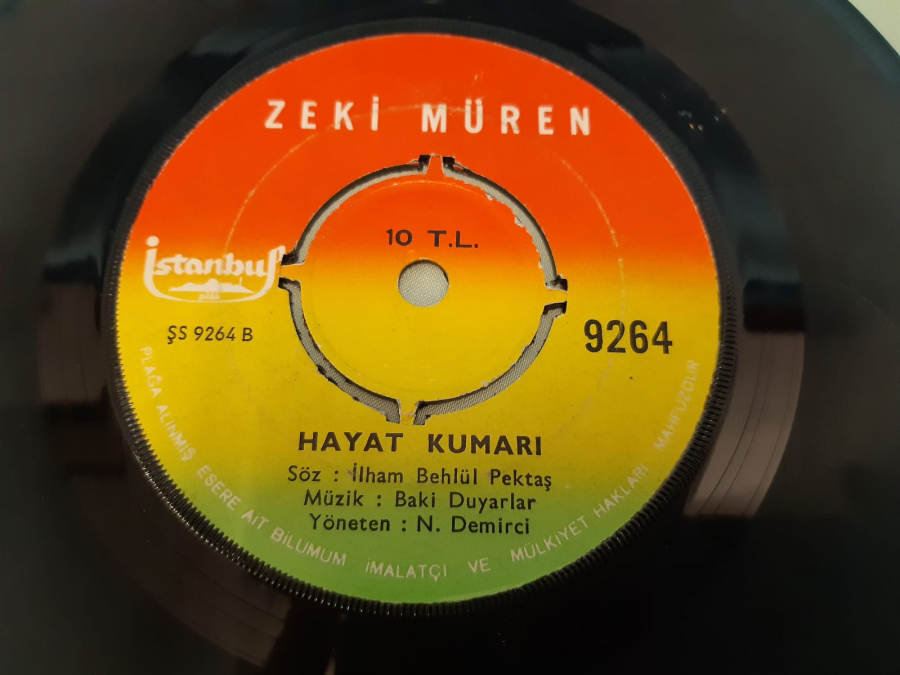 ZEKİ MÜREN
10 T.L.
istanbul
ŞS 9264 B
9264
HAYAT KUMARI
Söz : İlham Behlül Pektaş
Müzik : Baki Duyarlar
Yöneten : N. Demirci
PLAĞA ALINMIŞ ESERE AİT BİLUMUM İMALATÇI VE MÜLKİYET HAKLARI MAHFUZDUR